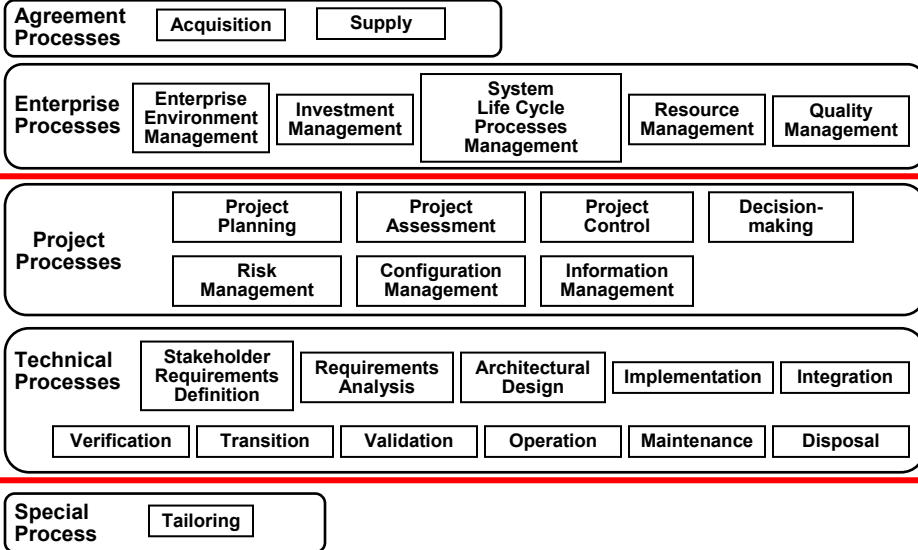 Agreement
Processes
Acquisition
Supply
Enterprise
Processes
Enterprise
Environment
Management
Investment
Management
System
Life Cycle
Processes
Management
Resource
Management
Quality
Management
Project
Processes
Project
Planning
Project
Assessment
Project
Control
Decision-
making
Risk
Management
Configuration
Management
Information
Management
Technical
Processes
Stakeholder
Requirements
Definition
Requirements
Analysis
Architectural
Design
Implementation
Integration
Verification
Transition
Validation
Operation
Maintenance
Disposal
Special
Process
Tailoring